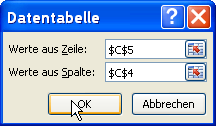 Datentabelle ?
Werte aus Zeile: $C$5
Werte aus Spalte: $C$4
OK Abbrechen